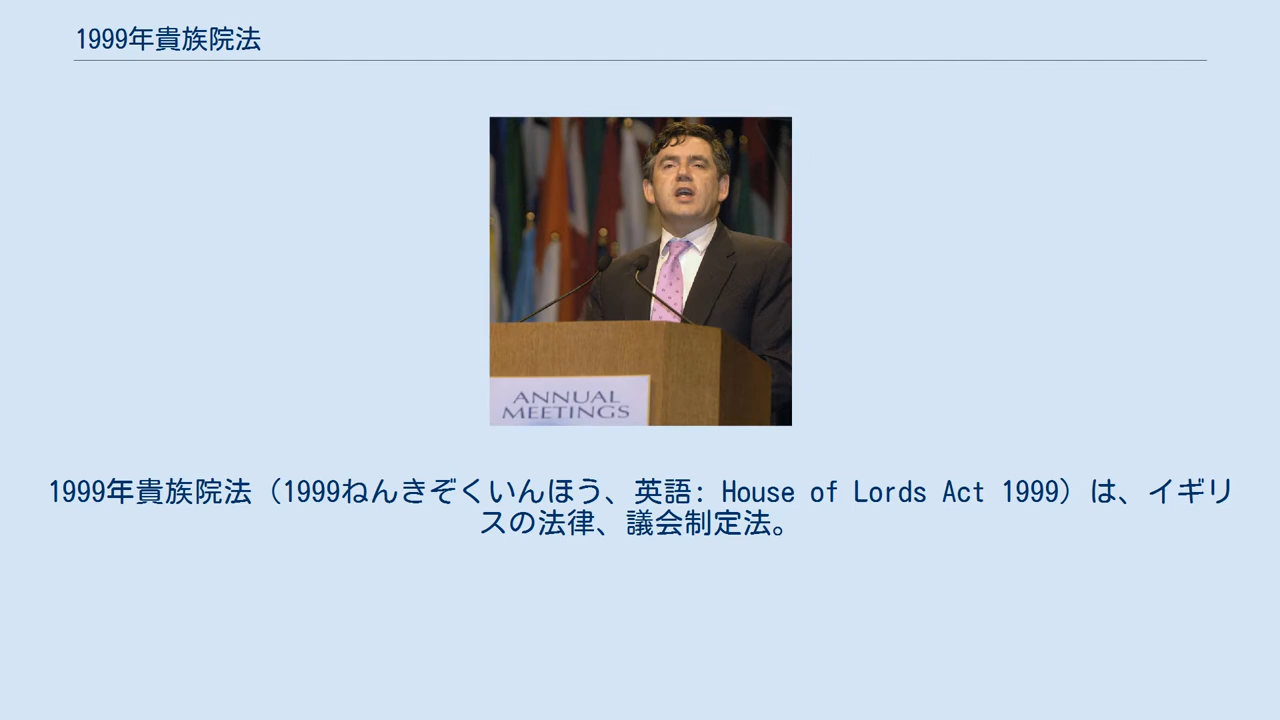 1999年貴族院法
ANNUAL
MEETINGS
1999年貴族院法（1999ねんきぞくいんほう、英語: House of Lords Act 1999）は、イギリ
スの法律、議会制定法。